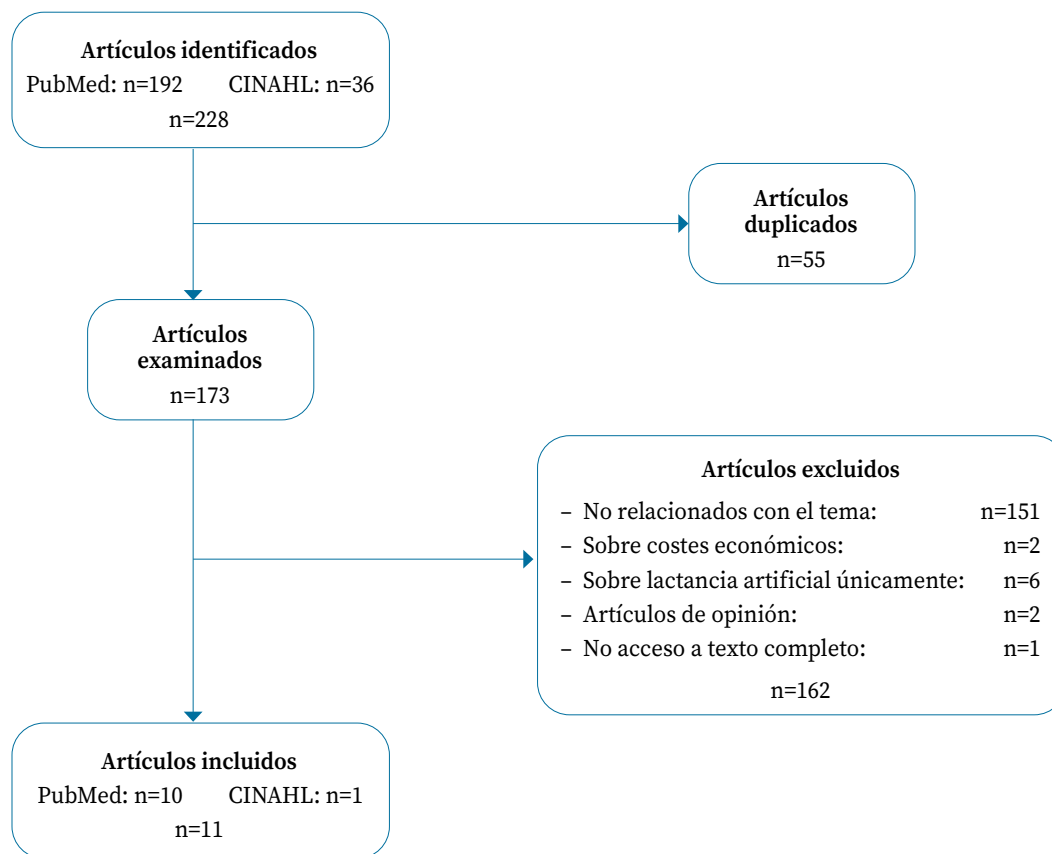 Artículos identificados
PubMed: n=192 CINAHL: n=36
n=228
Artículos
duplicados
n=55
Artículos
examinados
n=173
Artículos excluidos
– No relacionados con el tema: n=151
– Sobre costes económicos: n=2
– Sobre lactancia artificial únicamente: n=6
– Artículos de opinión: n=2
– No acceso a texto completo: n=1
n=162
Artículos incluidos
PubMed: n=10 CINAHL: n=1
n=11